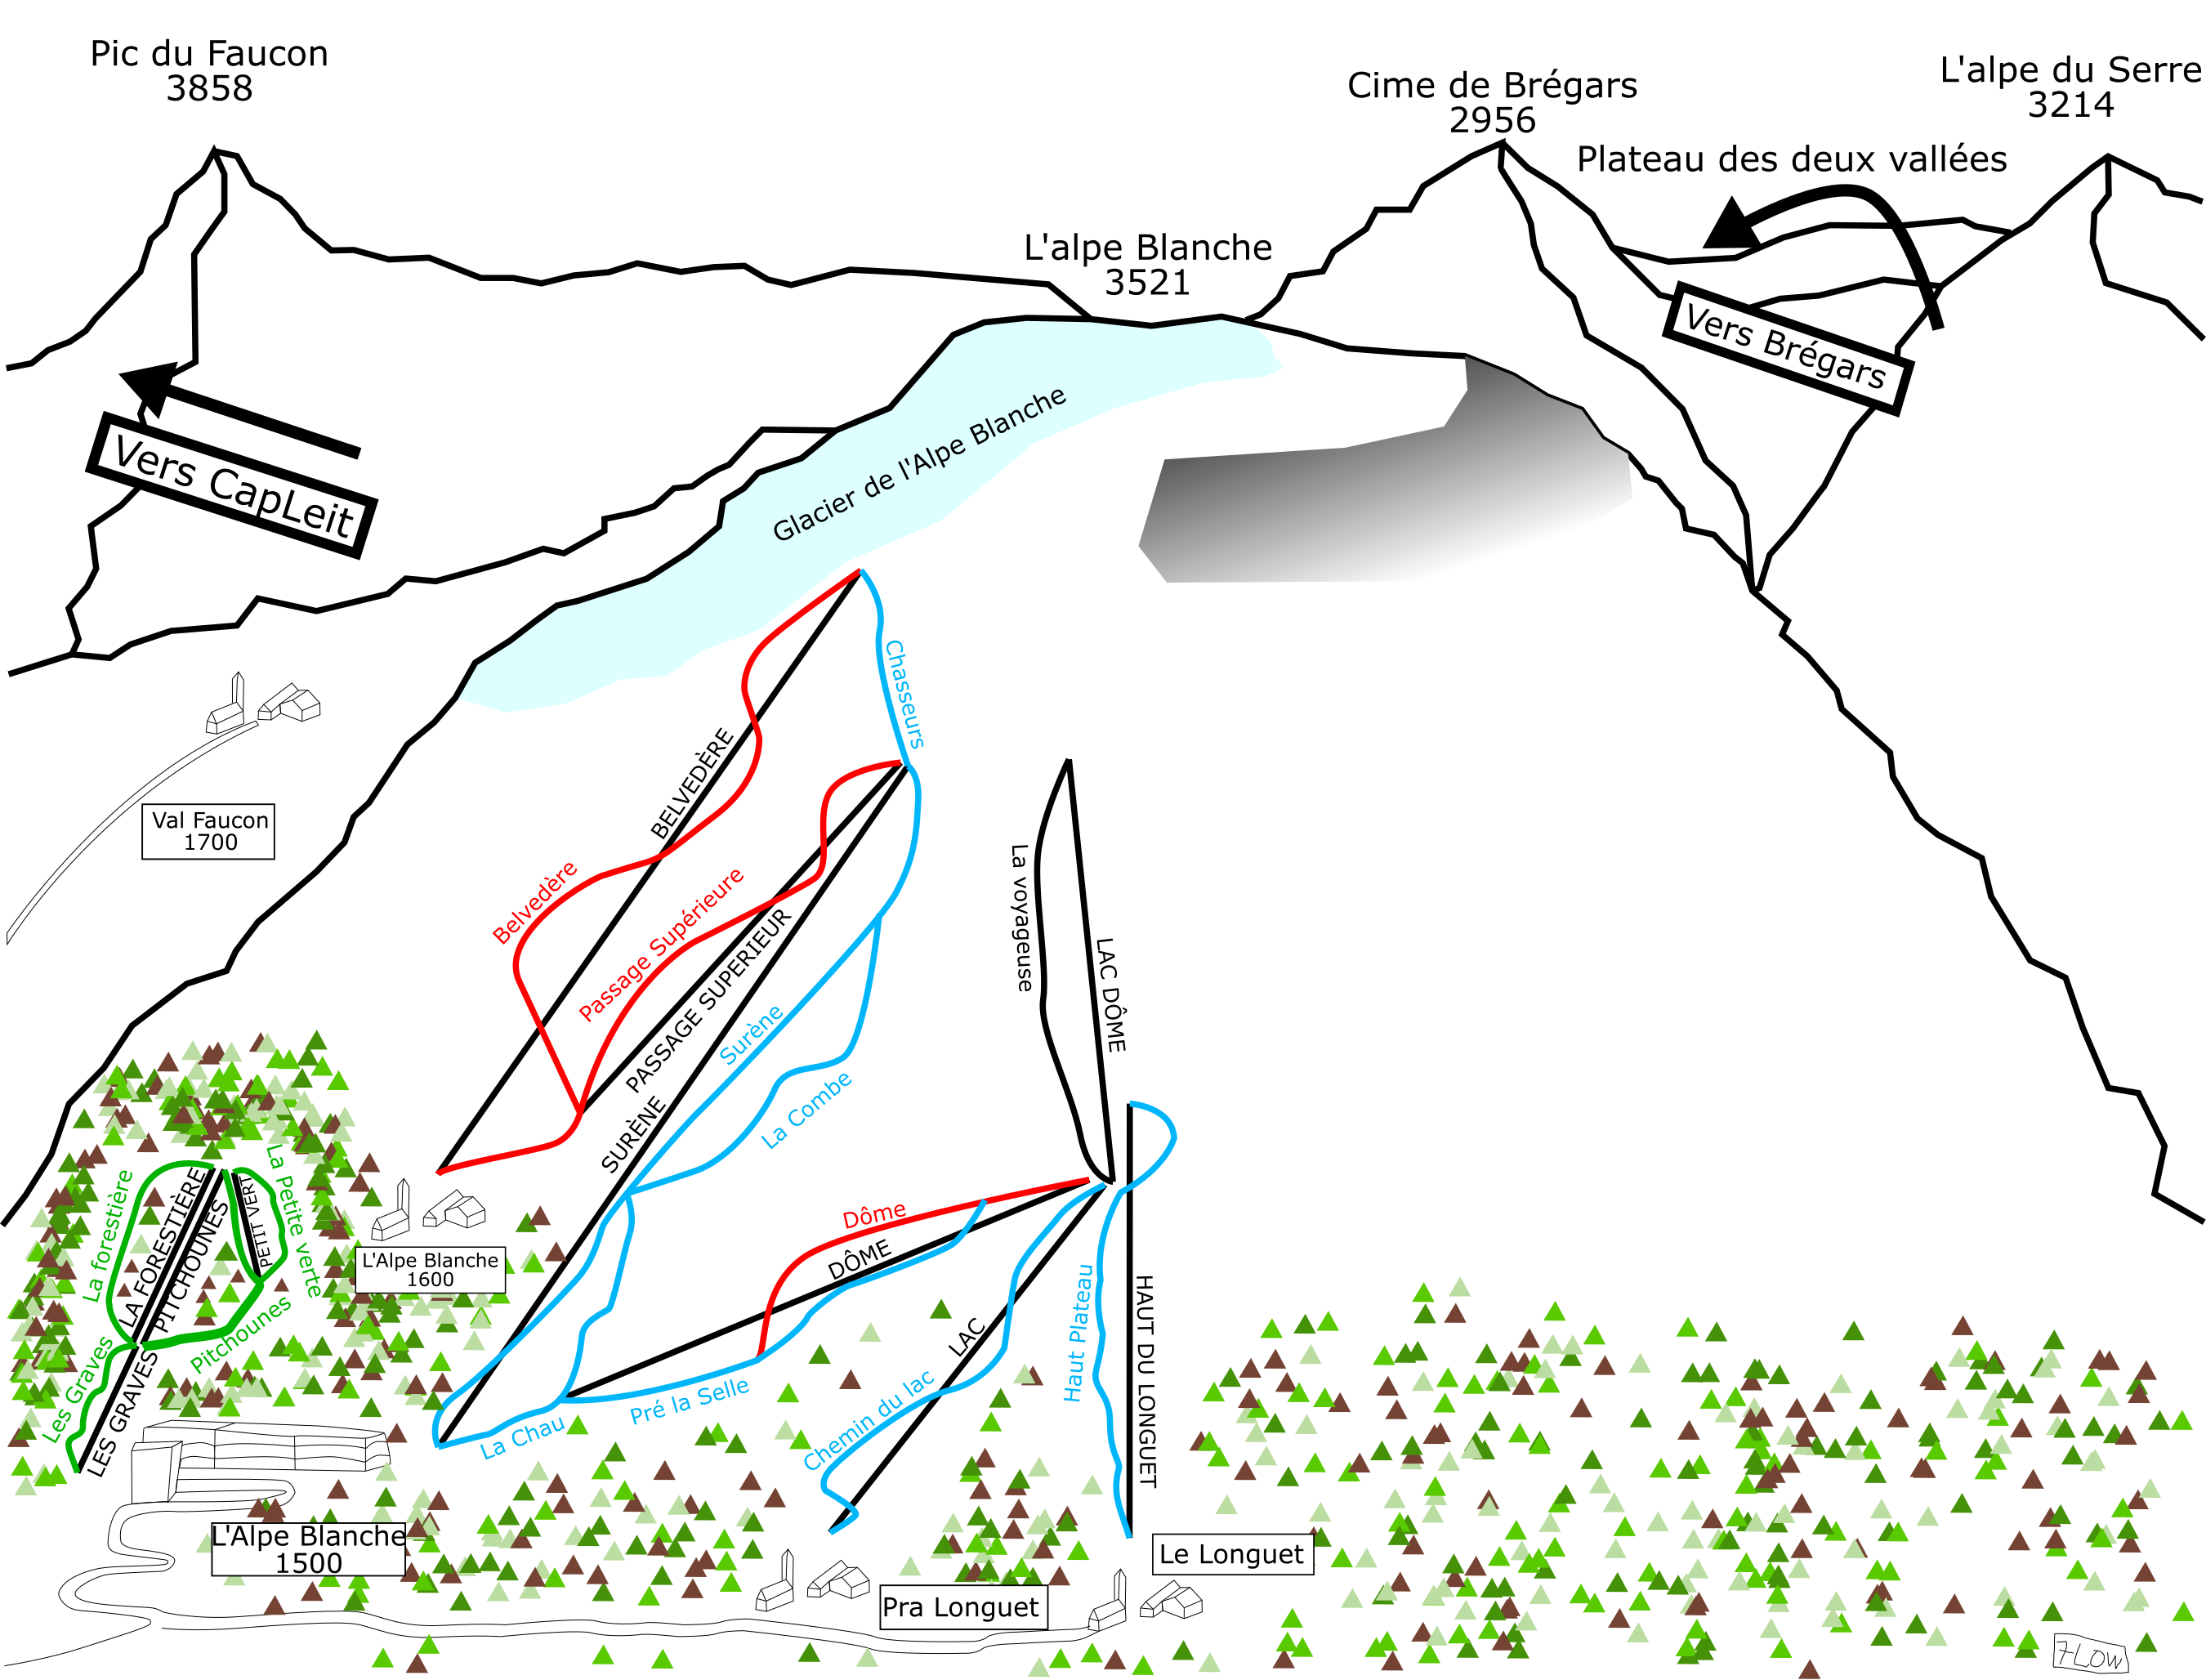 Pic du Faucon
3858
Cime de Brégars
2956
L'alpe du Serre
3214
Plateau des deux vallées
L'alpe Blanche
3521
Vers Brégars
Vers CapLeit
Glacier de l'Alpe Blanche
Chasseurs
BELVEDÈRE
Val Faucon
1700
Belvedère
Passage Supérieure
PASSAGE SUPERIEUR
La voyageuse
LAC DÔME
Surène
SURÈNE
La Combe
La forestière
LA FORESTIÈRE
PITCHOUNES
PETIT VERT
La Petite verte
L'Alpe Blanche
1600
Dôme
DÔME
Haut Plateau
HAUT DU LONGUET
LAC
Pitchounes
Les Graves
LES GRAVES
Pré la Selle
La Chau
Chemin du lac
L'Alpe Blanche
1500
Le Longuet
Pra Longuet
7LOW